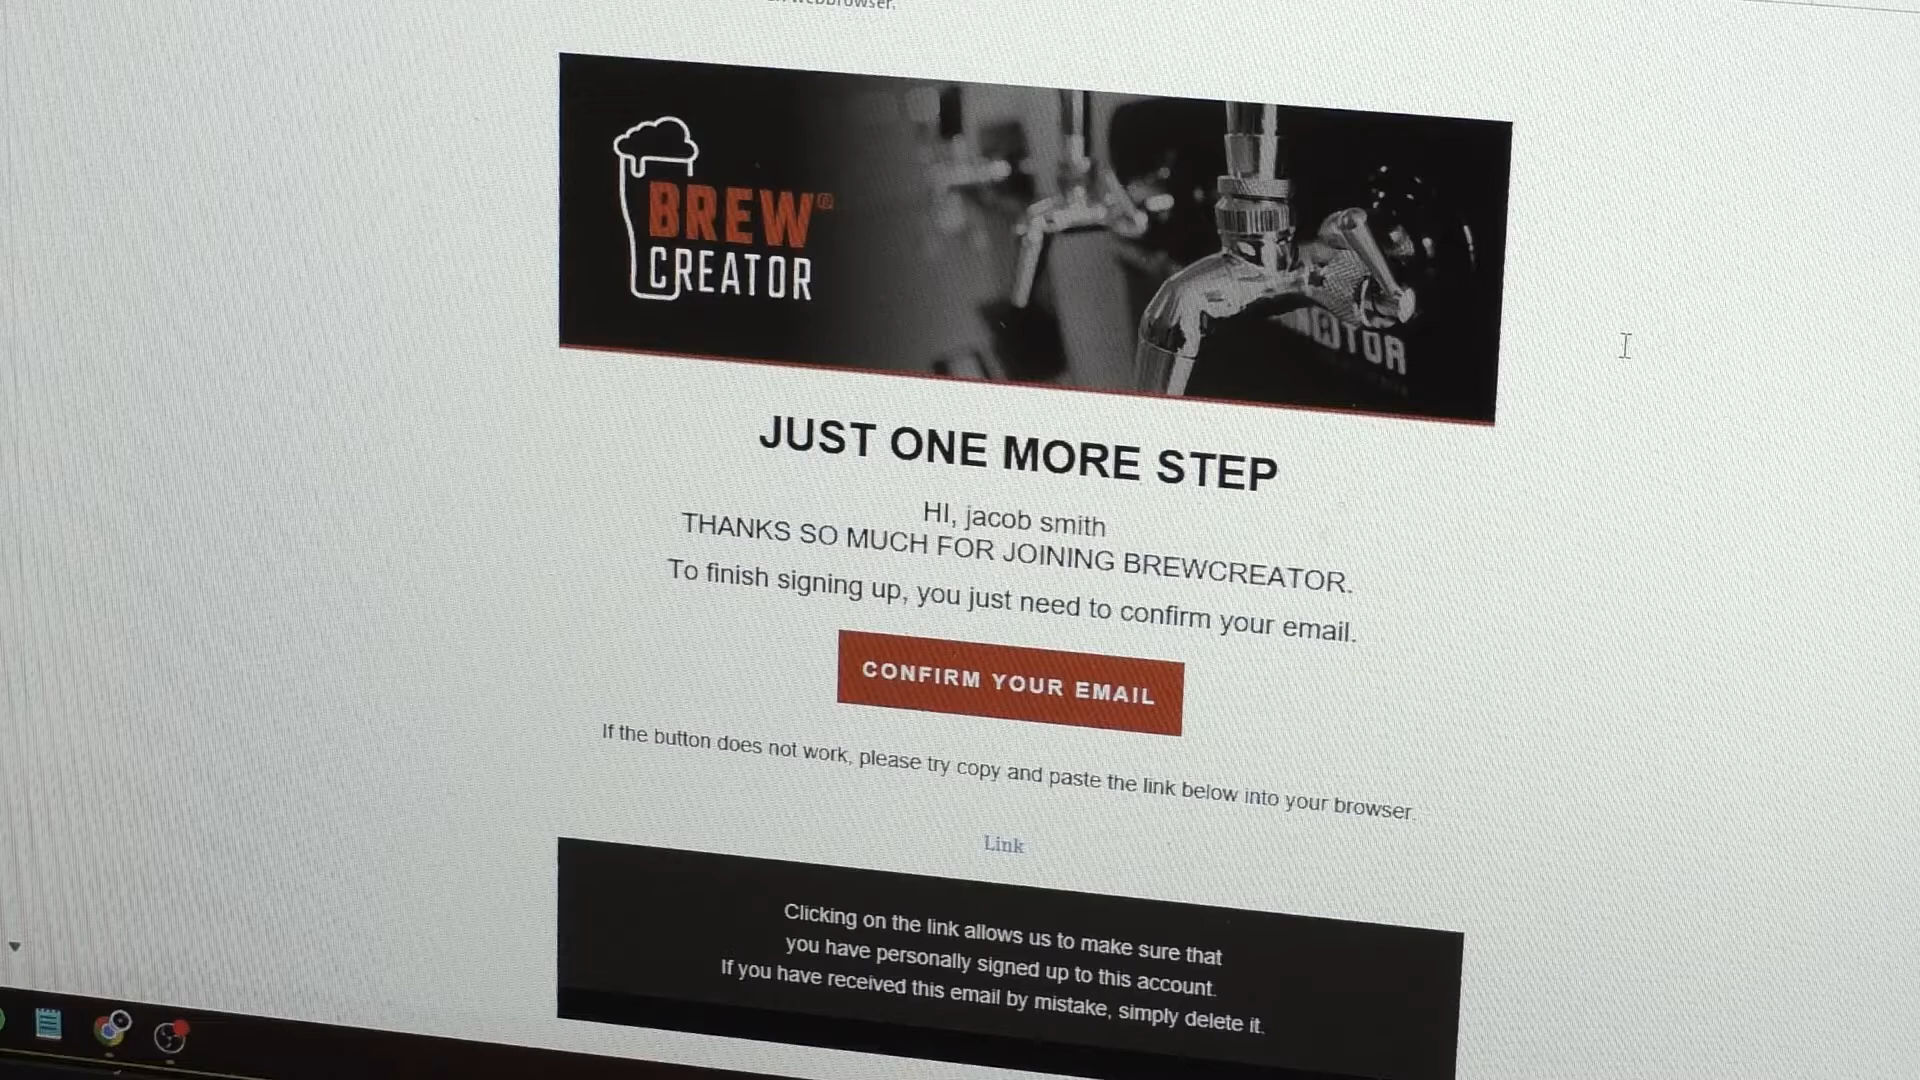 webbrowser.
BREW®
CREATOR
JUST ONE MORE STEP
HI, jacob smith
THANKS SO MUCH FOR JOINING BREWCREATOR.
To finish signing up, you just need to confirm your email.
CONFIRM YOUR EMAIL
If the button does not work, please try copy and paste the link below into your browser.
Link
Clicking on the link allows us to make sure that
you have personally signed up to this account.
If you have received this email by mistake, simply delete it.